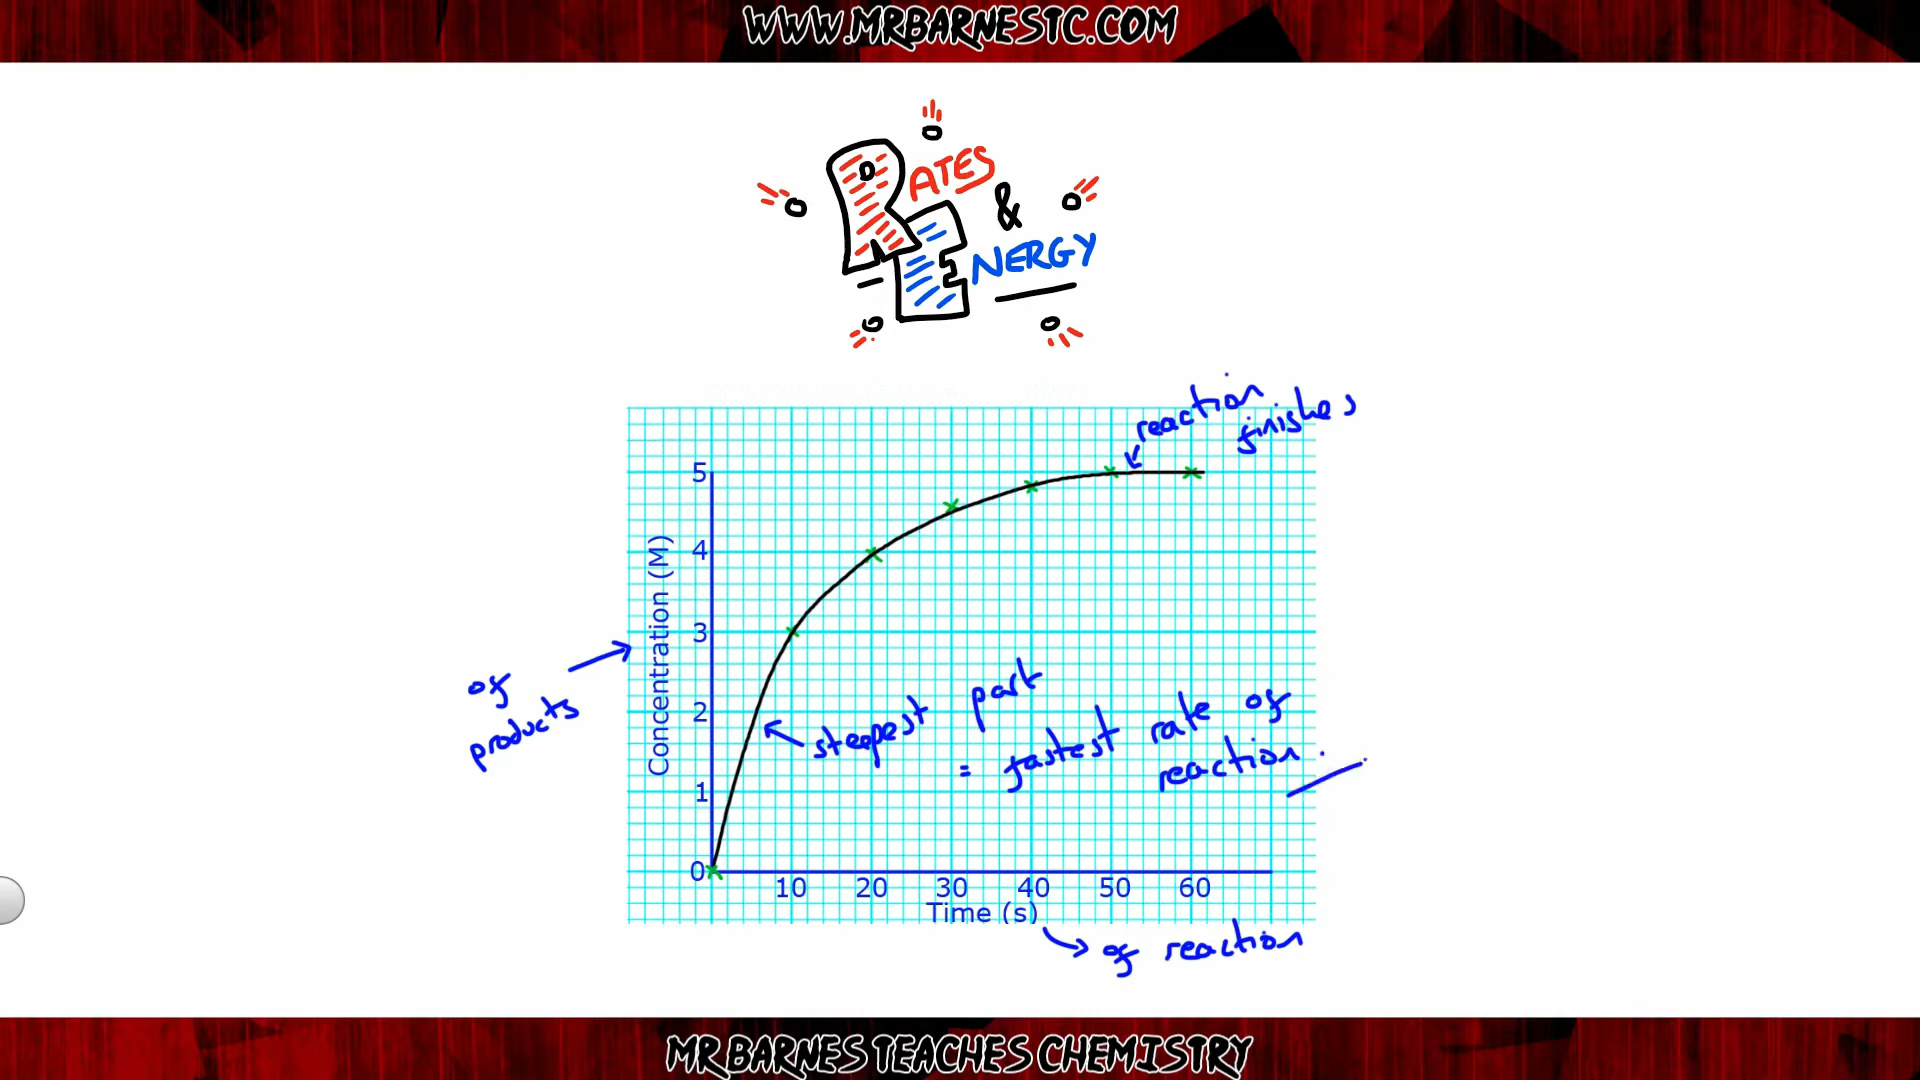 WWW.MRBARNESTC.COM
RATES
&
ENERGY
reaction
finishes
5
4
3
2
1
0
Concentration (M)
of
products
steepest part
= fastest rate of
reaction.
10 20 30 40 50 60
Time (s)
of reaction
MR BARNES TEACHES CHEMISTRY